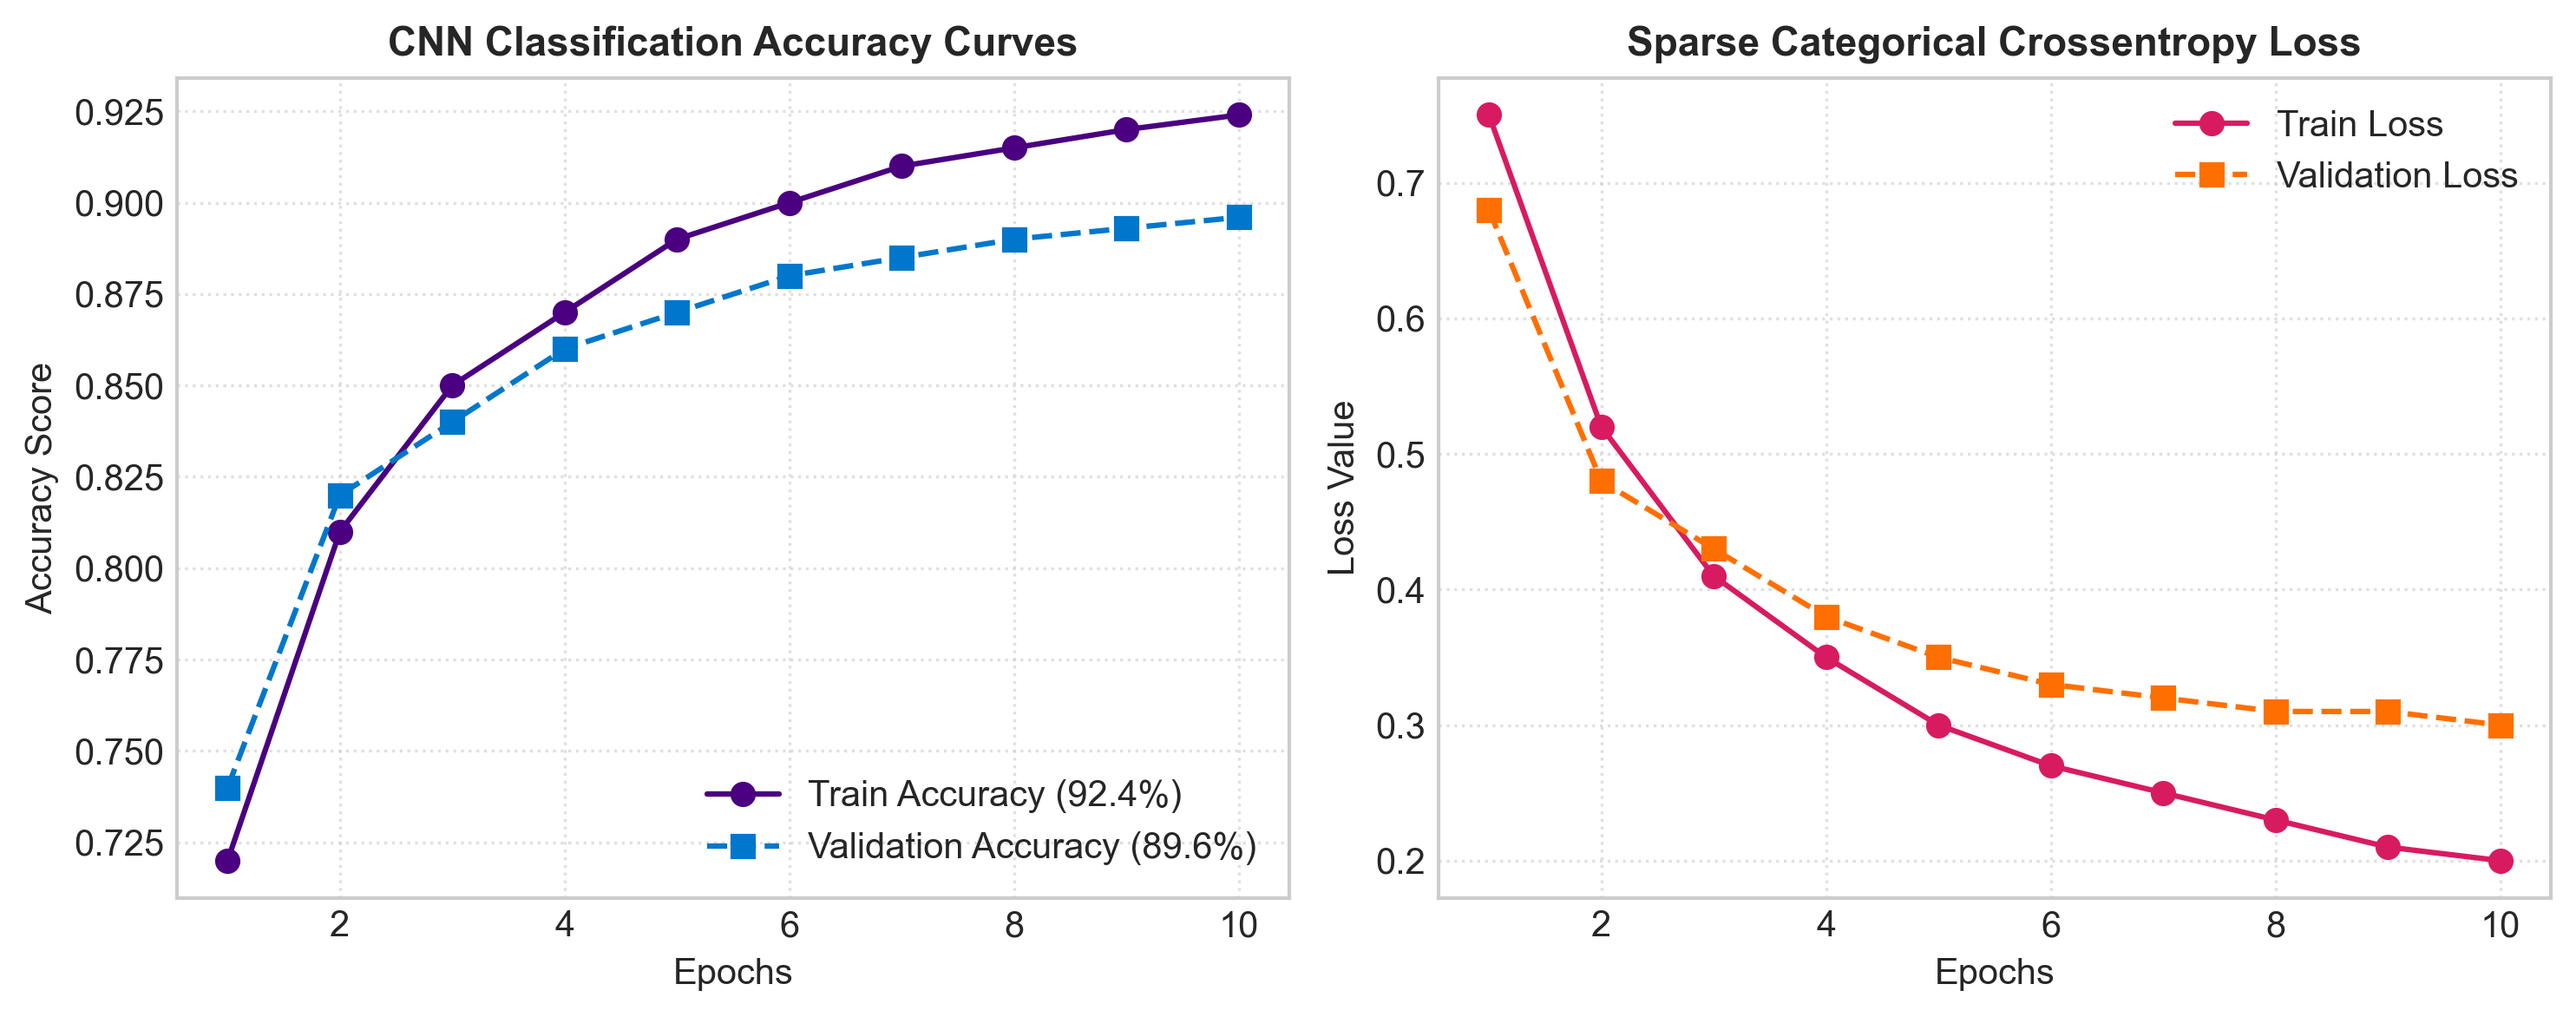 CNN Classification Accuracy Curves
0.925
0.900
0.875
0.850
0.825
0.800
0.775
0.750
0.725
Accuracy Score
Train Accuracy (92.4%)
Validation Accuracy (89.6%)
2 4 6 8 10
Epochs
Sparse Categorical Crossentropy Loss
Train Loss
Validation Loss
0.7
0.6
0.5
0.4
0.3
0.2
Loss Value
2 4 6 8 10
Epochs